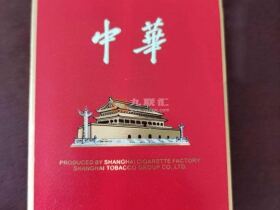 中華
九联汇
PRODUCED BY SHANGHAI CIGARETTE FACTORY
SHANGHAI TOBACCO GROUP CO., LTD.